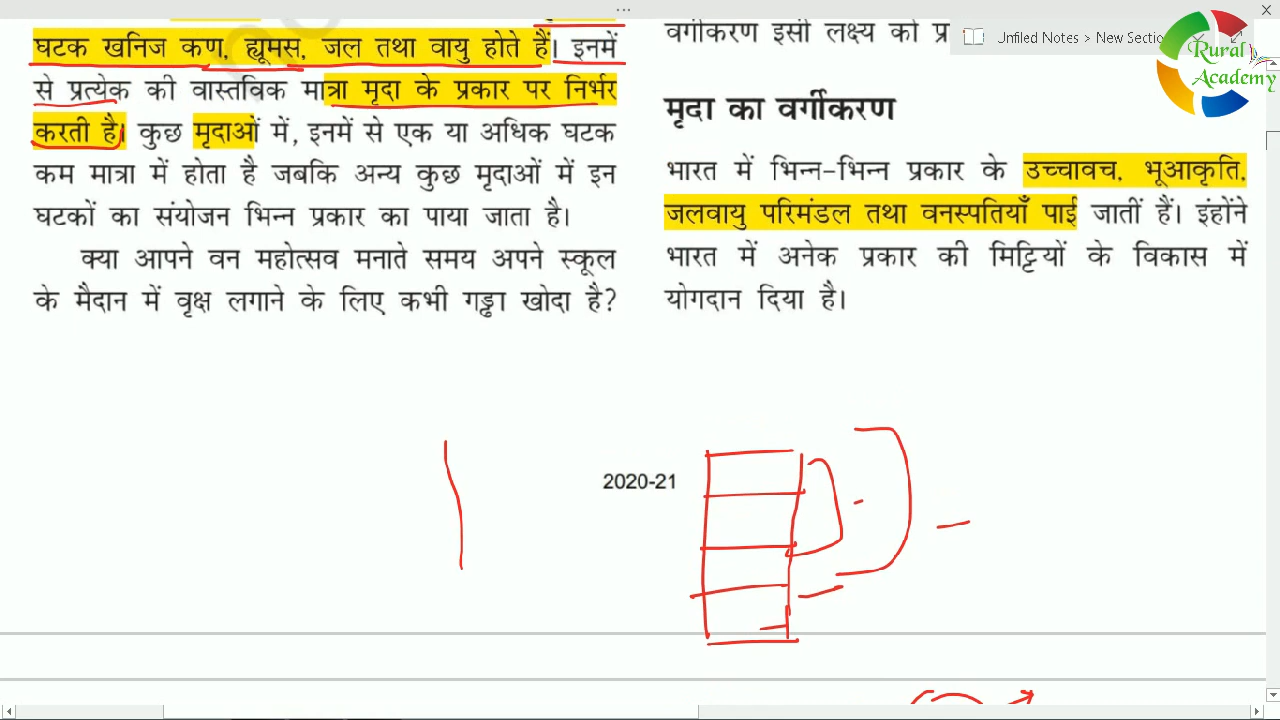 घटक खनिज कण, ह्यूमस, जल तथा वायु होते हैं। इनमें
से प्रत्येक की वास्तविक मात्रा मृदा के प्रकार पर निर्भर
करती है। कुछ मृदाओं में, इनमें से एक या अधिक घटक
कम मात्रा में होता है जबकि अन्य कुछ मृदाओं में इन
घटकों का संयोजन भिन्न प्रकार का पाया जाता है।
क्या आपने वन महोत्सव मनाते समय अपने स्कूल
के मैदान में वृक्ष लगाने के लिए कभी गड्ढा खोदा है?
वर्गीकरण इसी लक्ष्य को
मृदा का वर्गीकरण
भारत में भिन्न-भिन्न प्रकार के उच्चावच, भूआकृति,
जलवायु परिमंडल तथा वनस्पतियाँ पाई जातीं हैं। इंहोंने
भारत में अनेक प्रकार की मिट्टियों के विकास में
योगदान दिया है।
2020-21
Unfiled Notes > New Sectio
Rural
Academy